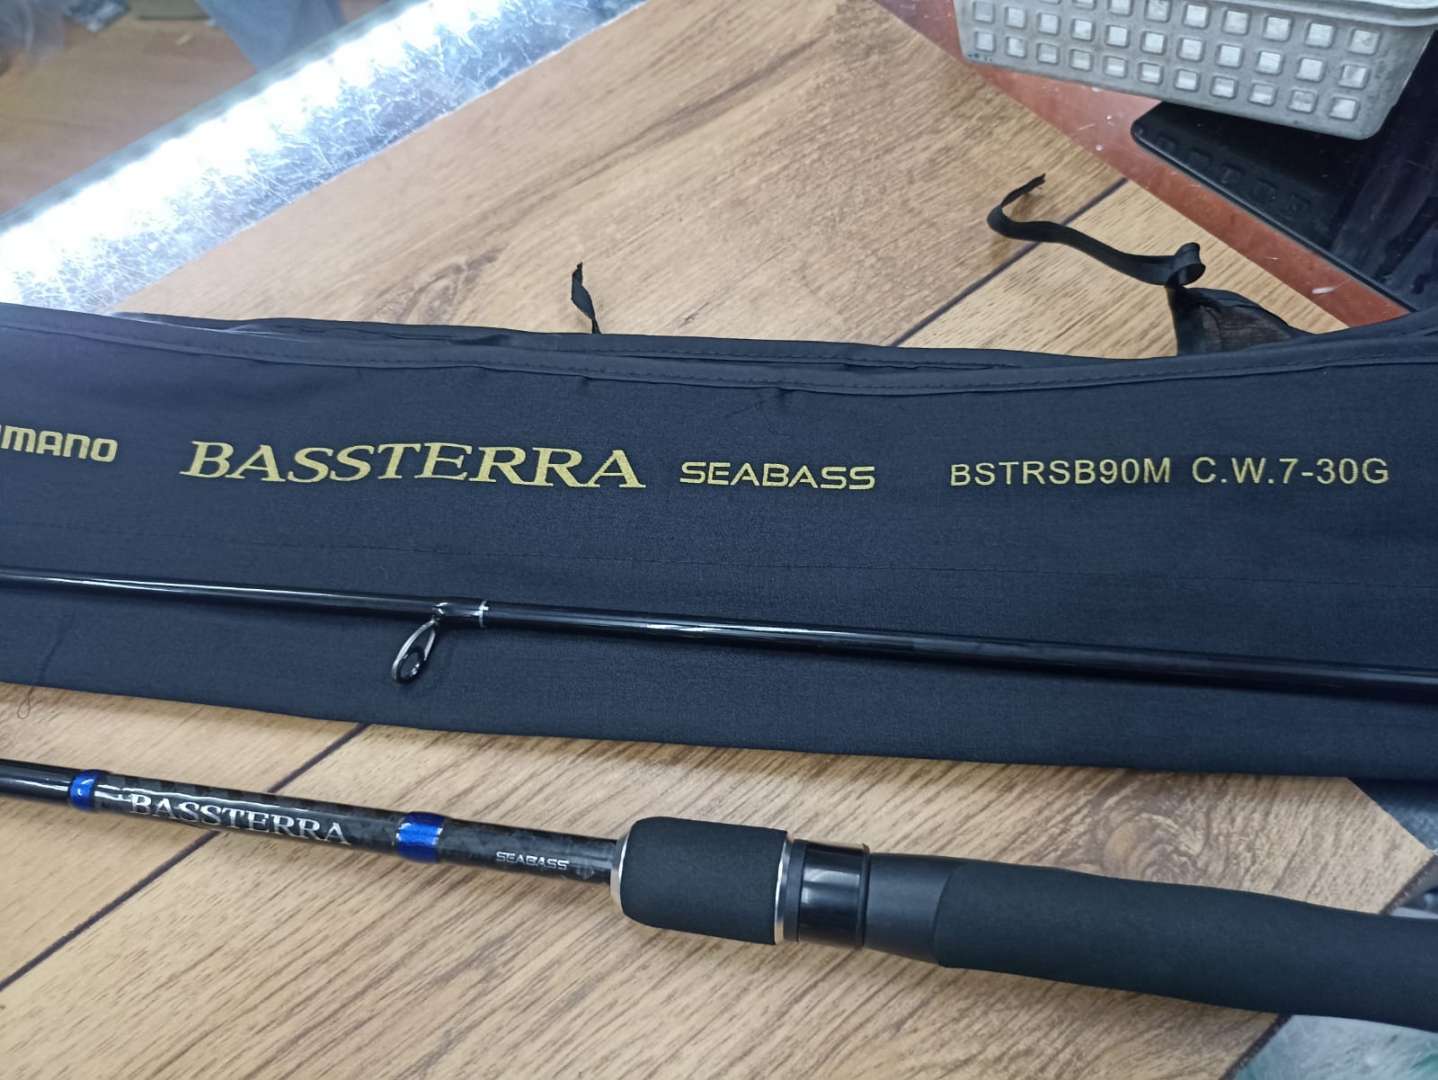 MANO BASSTERRA SEABASS BSTRSB90M C.W.7-30G
BASSTERRA SEABASS